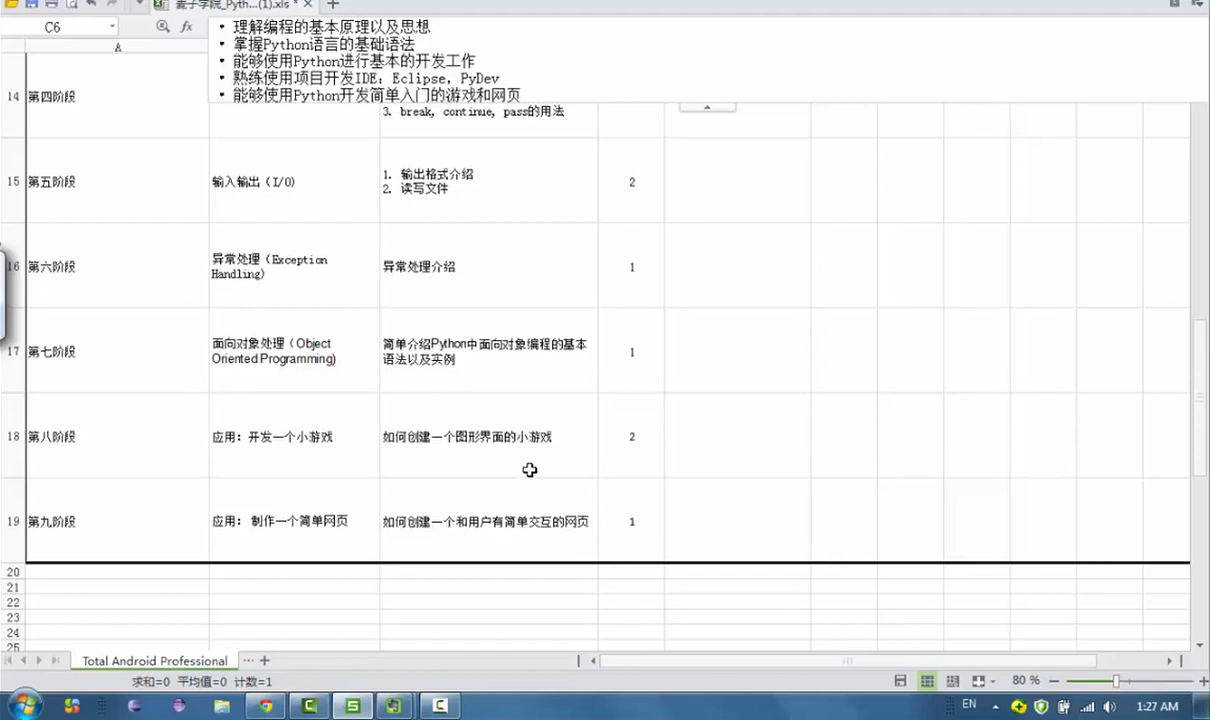 麦子学院_Pyth...(1).xls *
C6
fx
• 理解编程的基本原理以及思想
• 掌握Python语言的基础语法
• 能够使用Python进行基本的开发工作
• 熟练使用项目开发IDE：Eclipse, PyDev
• 能够使用Python开发简单入门的游戏和网页
A
14 第四阶段
3. break, continue, pass的用法
15 第五阶段 输入输出（I/O） 1. 输出格式介绍 2
2. 读写文件
16 第六阶段 异常处理（Exception 异常处理介绍 1
Handling)
17 第七阶段 面向对象处理（Object 简单介绍Python中面向对象编程的基本 1
Oriented Programming) 语法以及实例
18 第八阶段 应用：开发一个小游戏 如何创建一个图形界面的小游戏 2
19 第九阶段 应用： 制作一个简单网页 如何创建一个和用户有简单交互的网页 1
20
21
22
23
24
25
Total Android Professional ...
求和=0 平均值=0 计数=1 80 %
EN 1:27 AM